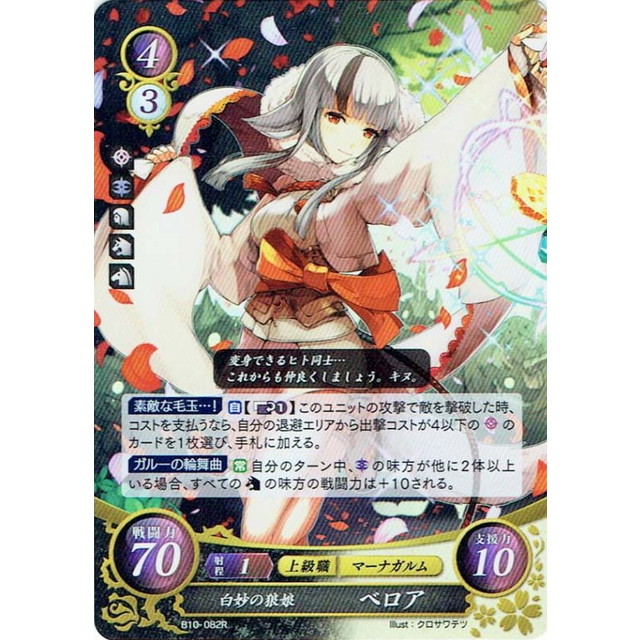 4
3
変身できるヒト同士…
これからも仲良くしましょう。キヌ。
素敵な毛玉…! 自【1】このユニットの攻撃で敵を撃破した時、
コストを支払うなら、自分の退避エリアから出撃コストが4以下の の
カードを1枚選び、手札に加える。
ガルーの輪舞曲 常 自分のターン中、 の味方が他に2体以上
いる場合、すべての の味方の戦闘力は+10される。
戦闘力
70
射程 1
上級職
マーナガルム
支援力
10
白妙の狼娘 ベロア
B10-082R
Illust:クロサワテツ